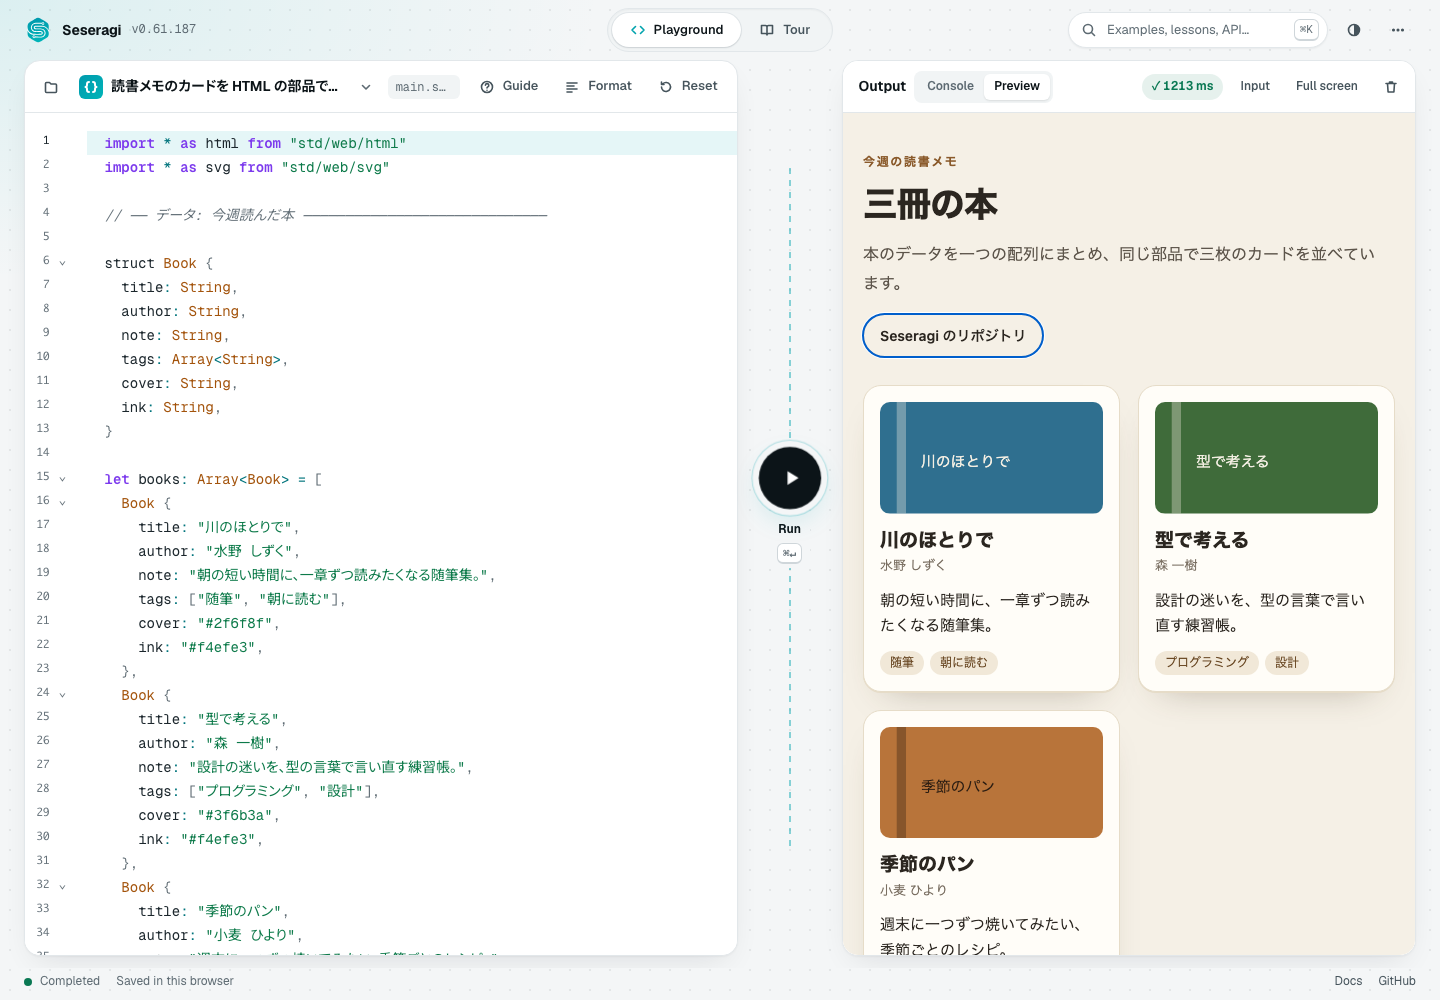 Seseragi v0.61.187
Playground
Tour
Examples, lessons, API…
⌘K
読書メモのカードを HTML の部品で…
main.s…
Guide
Format
Reset
1 import * as html from "std/web/html"
2 import * as svg from "std/web/svg"
3
4 // —— データ: 今週読んだ本 ——————————————
5
6 struct Book {
7 title: String,
8 author: String,
9 note: String,
10 tags: Array<String>,
11 cover: String,
12 ink: String,
13 }
14
15 let books: Array<Book> = [
16 Book {
17 title: "川のほとりで",
18 author: "水野 しずく",
19 note: "朝の短い時間に、一章ずつ読みたくなる随筆集。",
20 tags: ["随筆", "朝に読む"],
21 cover: "#2f6f8f",
22 ink: "#f4efe3",
23 },
24 Book {
25 title: "型で考える",
26 author: "森 一樹",
27 note: "設計の迷いを、型の言葉で言い直す練習帳。",
28 tags: ["プログラミング", "設計"],
29 cover: "#3f6b3a",
30 ink: "#f4efe3",
31 },
32 Book {
33 title: "季節のパン",
34 author: "小麦 ひより",
Run
⌘↵
Output
Console
Preview
✓ 1213 ms
Input
Full screen
今週の読書メモ
三冊の本
本のデータを一つの配列にまとめ、同じ部品で三枚のカードを並べてい
ます。
Seseragi のリポジトリ
川のほとりで
川のほとりで
水野 しずく
朝の短い時間に、一章ずつ読み
たくなる随筆集。
随筆
朝に読む
型で考える
型で考える
森 一樹
設計の迷いを、型の言葉で言い
直す練習帳。
プログラミング
設計
季節のパン
季節のパン
小麦 ひより
週末に一つずつ焼いてみたい、
季節ごとのレシピ。
Completed
Saved in this browser
Docs
GitHub